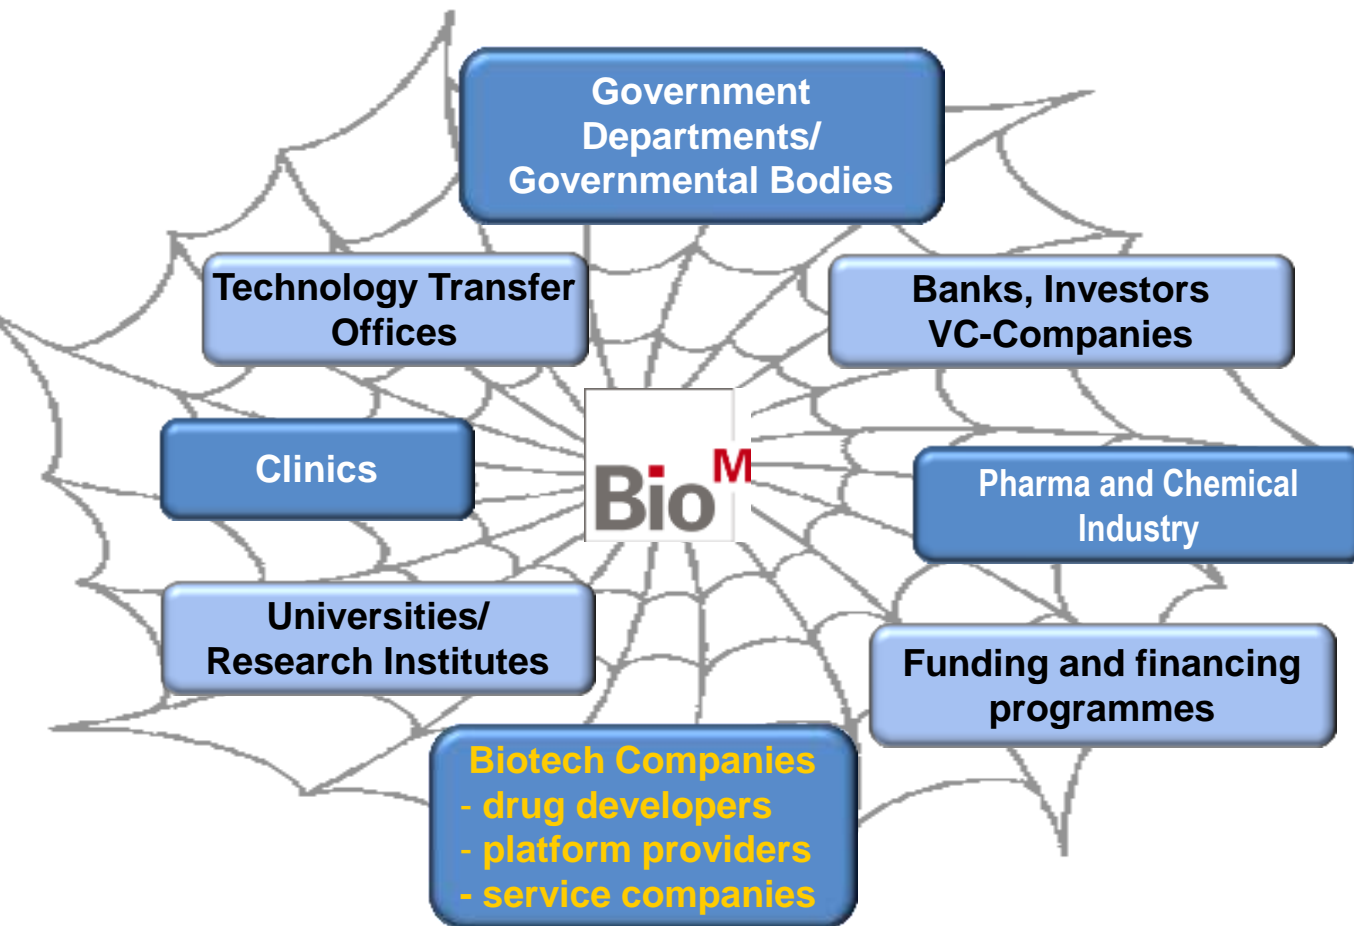 Government
Departments/
Governmental Bodies
Technology Transfer
Offices
Banks, Investors
VC-Companies
Clinics
BioM
Pharma and Chemical
Industry
Universities/
Research Institutes
Funding and financing
programmes
Biotech Companies
- drug developers
- platform providers
- service companies